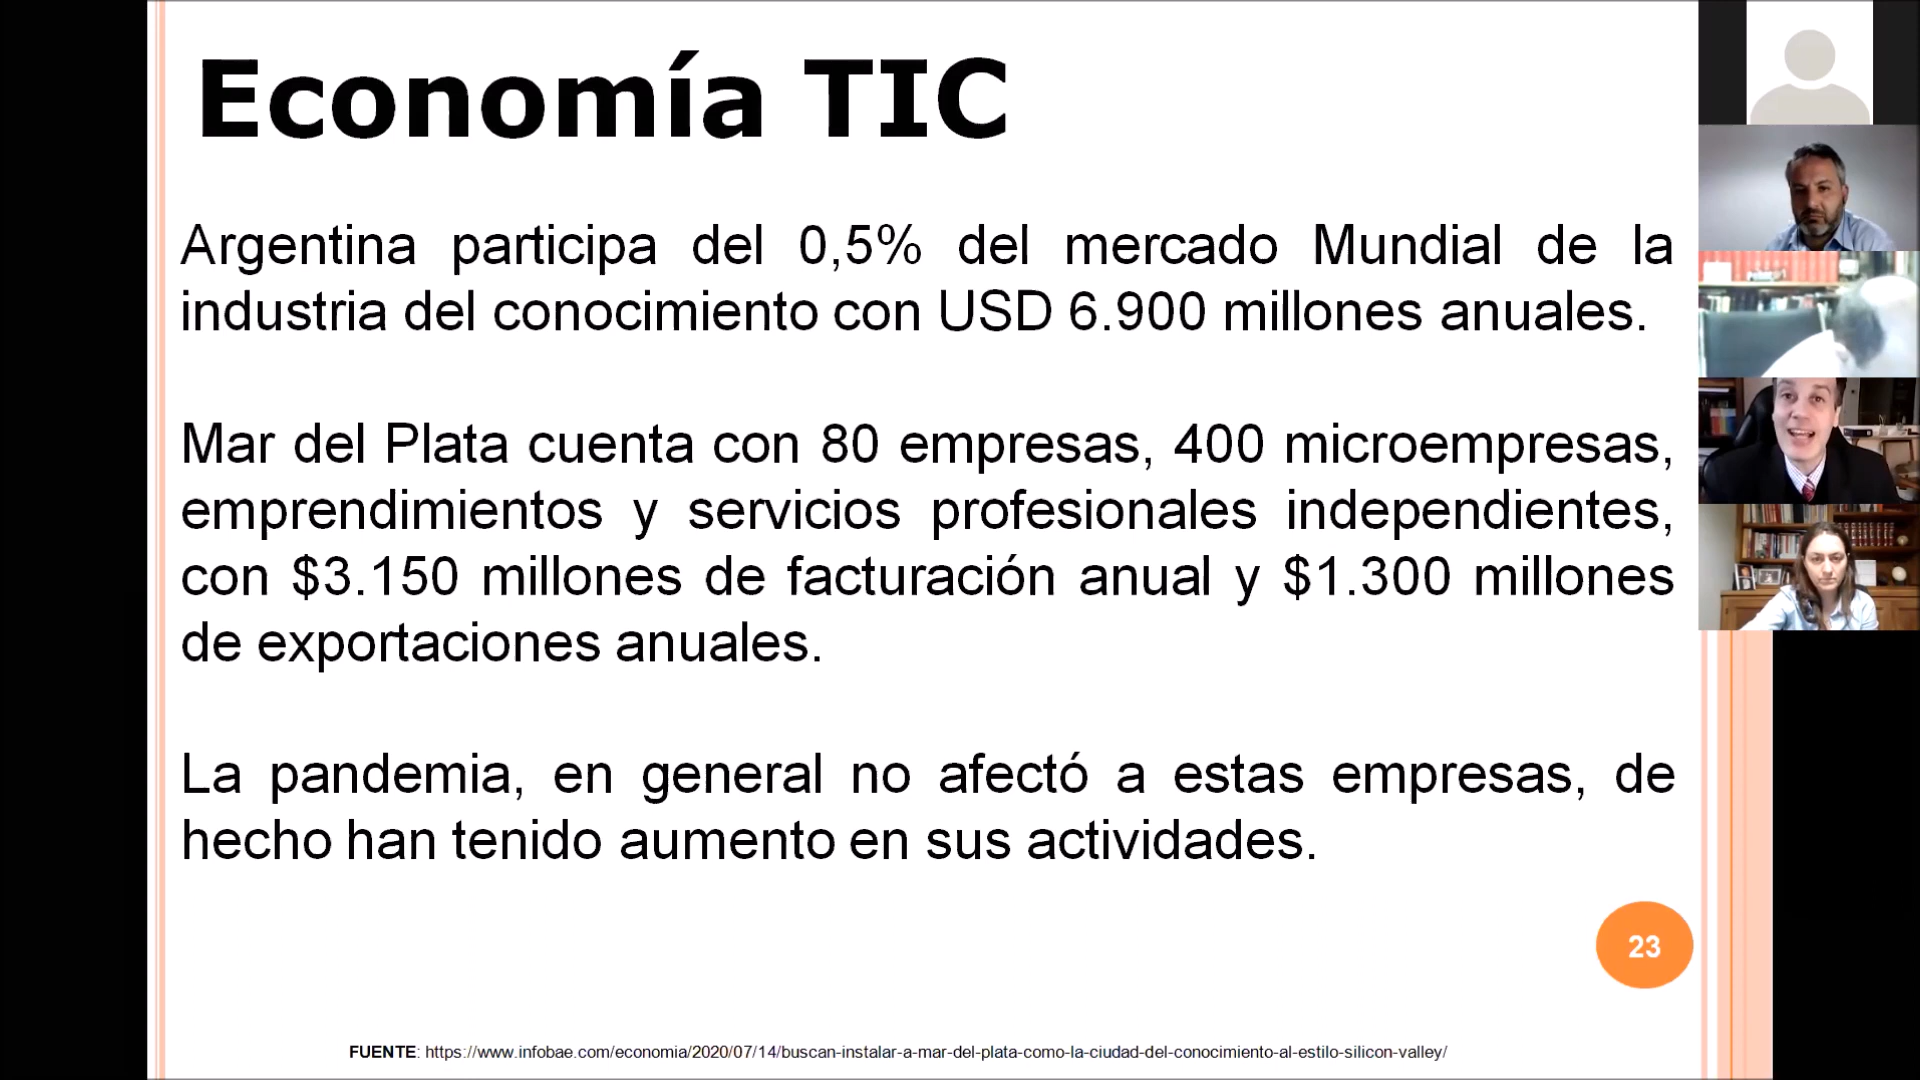 Economía TIC
Argentina participa del 0,5% del mercado Mundial de la
industria del conocimiento con USD 6.900 millones anuales.
Mar del Plata cuenta con 80 empresas, 400 microempresas,
emprendimientos y servicios profesionales independientes,
con $3.150 millones de facturación anual y $1.300 millones
de exportaciones anuales.
La pandemia, en general no afectó a estas empresas, de
hecho han tenido aumento en sus actividades.
23
FUENTE: https://www.infobae.com/economia/2020/07/14/buscan-instalar-a-mar-del-plata-como-la-ciudad-del-conocimiento-al-estilo-silicon-valley/